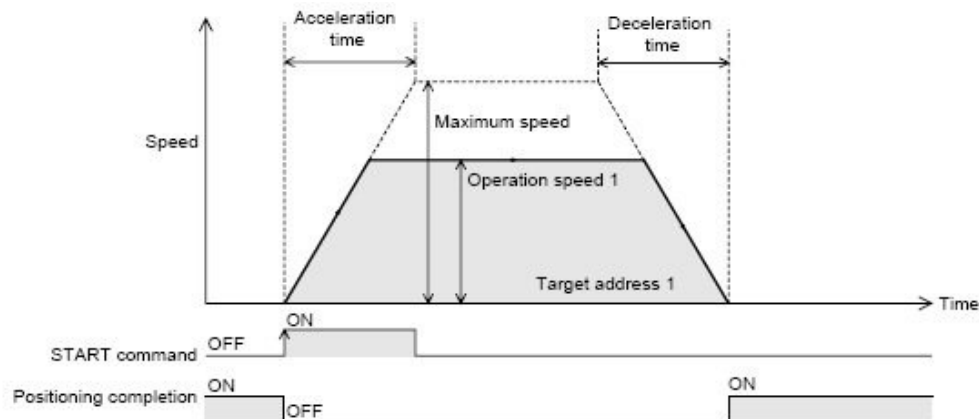 Acceleration
time
Deceleration
time
Speed
Maximum speed
Operation speed 1
Target address 1
Time
ON
START command
OFF
Positioning completion
ON
OFF
ON